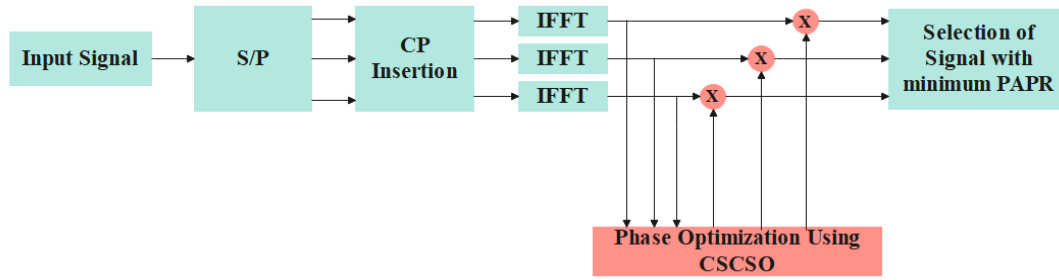 Input Signal
S/P
CP
Insertion
IFFT
IFFT
IFFT
X
X
X
Selection of
Signal with
minimum PAPR
Phase Optimization Using
CSCSO